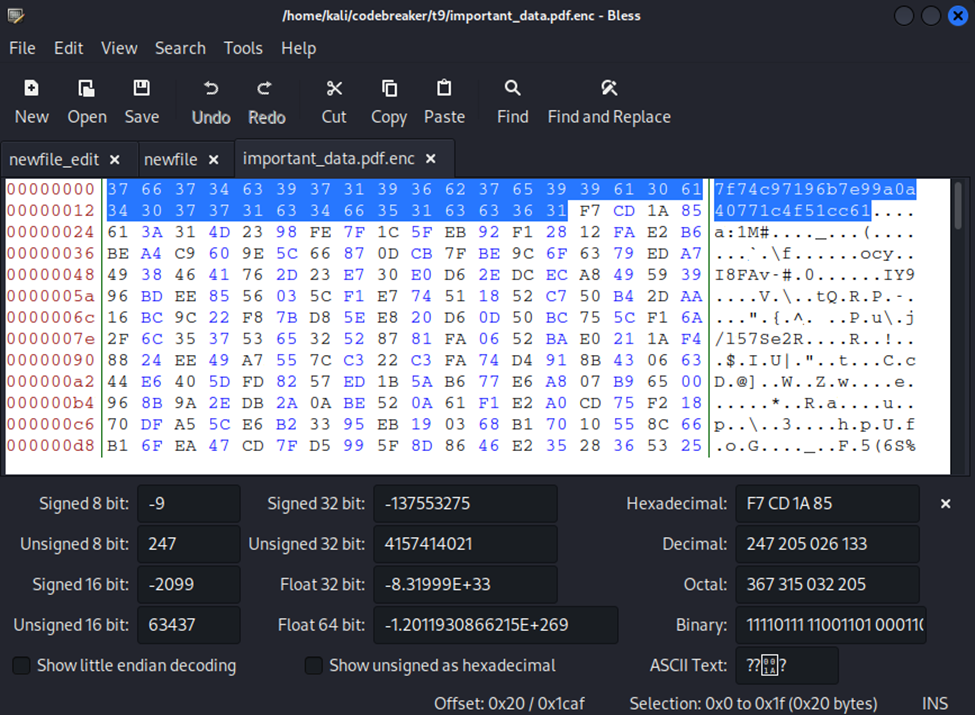 /home/kali/codebreaker/t9/important_data.pdf.enc - Bless
File Edit View Search Tools Help
New Open Save Undo Redo Cut Copy Paste Find Find and Replace
newfile_edit × newfile × important_data.pdf.enc ×
00000000 37 66 37 34 63 39 37 31 39 36 62 37 65 39 39 61 30 61 7f74c97196b7e99a0a
00000012 34 30 37 37 31 63 34 66 35 31 63 63 36 31 F7 CD 1A 85 40771c4f51cc61....
00000024 61 3A 31 4D 23 98 FE 7F 1C 5F EB 92 F1 28 12 FA E2 B6 a:1M#...._...(....
00000036 BE A4 C9 60 9E 5C 66 87 0D CB 7F BE 9C 6F 63 79 ED A7 ...`.\f......ocy..
00000048 49 38 46 41 76 2D 23 E7 30 E0 D6 2E DC EC A8 49 59 39 I8FAv-#.0......IY9
0000005a 96 BD EE 85 56 03 5C F1 E7 74 51 18 52 C7 50 B4 2D AA ....V.\..tQ.R.P.-.
0000006c 16 BC 9C 22 F8 7B D8 5E E8 20 D6 0D 50 BC 75 5C F1 6A ...".{.^. ..P.u\.j
0000007e 2F 6C 35 37 53 65 32 52 87 81 FA 06 52 BA E0 21 1A F4 /l57Se2R....R..!..
00000090 88 24 EE 49 A7 55 7C C3 22 C3 FA 74 D4 91 8B 43 06 63 .$.I.U|."..t...C.c
000000a2 44 E6 40 5D FD 82 57 ED 1B 5A B6 77 E6 A8 07 B9 65 00 D.@]..W..Z.w....e.
000000b4 96 8B 9A 2E DB 2A 0A BE 52 0A 61 F1 E2 A0 CD 75 F2 18 .....*..R.a....u..
000000c6 70 DF A5 5C E6 B2 33 95 EB 19 03 68 B1 70 10 55 8C 66 p..\..3....h.p.U.f
000000d8 B1 6F EA 47 CD 7F D5 99 5F 8D 86 46 E2 35 28 36 53 25 .o.G...._..F.5(6S%
Signed 8 bit: -9 Signed 32 bit: -137553275 Hexadecimal: F7 CD 1A 85 ×
Unsigned 8 bit: 247 Unsigned 32 bit: 4157414021 Decimal: 247 205 026 133
Signed 16 bit: -2099 Float 32 bit: -8.31999E+33 Octal: 367 315 032 205
Unsigned 16 bit: 63437 Float 64 bit: -1.2011930866215E+269 Binary: 11110111 11001101 000110
Show little endian decoding Show unsigned as hexadecimal ASCII Text: ???
Offset: 0x20 / 0x1caf Selection: 0x0 to 0x1f (0x20 bytes) INS